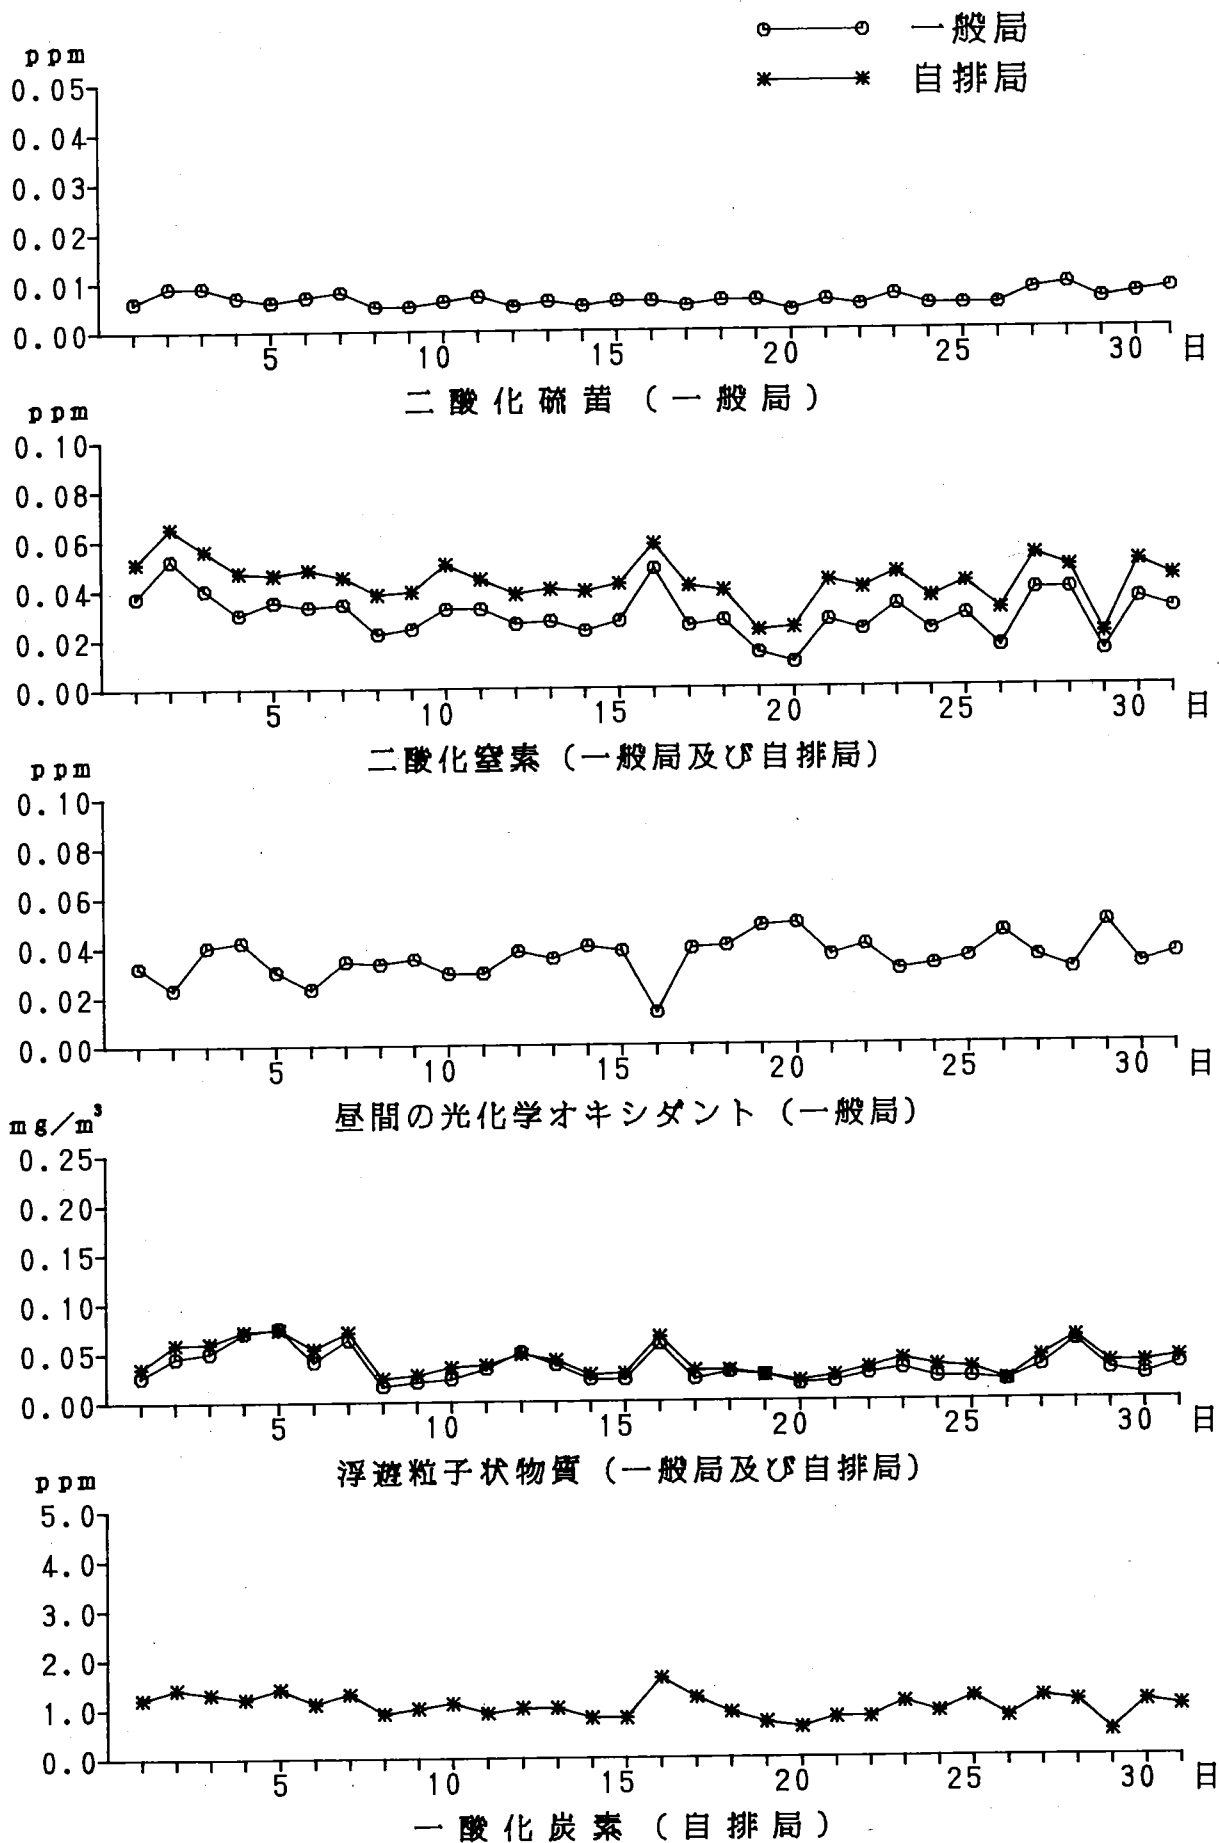 一般局
自排局
ppm
0.05
0.04
0.03
0.02
0.01
0.00
5 10 15 20 25 30 日
二酸化硫黄（一般局）
ppm
0.10
0.08
0.06
0.04
0.02
0.00
5 10 15 20 25 30 日
二酸化窒素（一般局及び自排局）
ppm
0.10
0.08
0.06
0.04
0.02
0.00
5 10 15 20 25 30 日
昼間の光化学オキシダント（一般局）
mg/m³
0.25
0.20
0.15
0.10
0.05
0.00
5 10 15 20 25 30 日
浮遊粒子状物質（一般局及び自排局）
ppm
5.0
4.0
3.0
2.0
1.0
0.0
5 10 15 20 25 30 日
一酸化炭素（自排局）